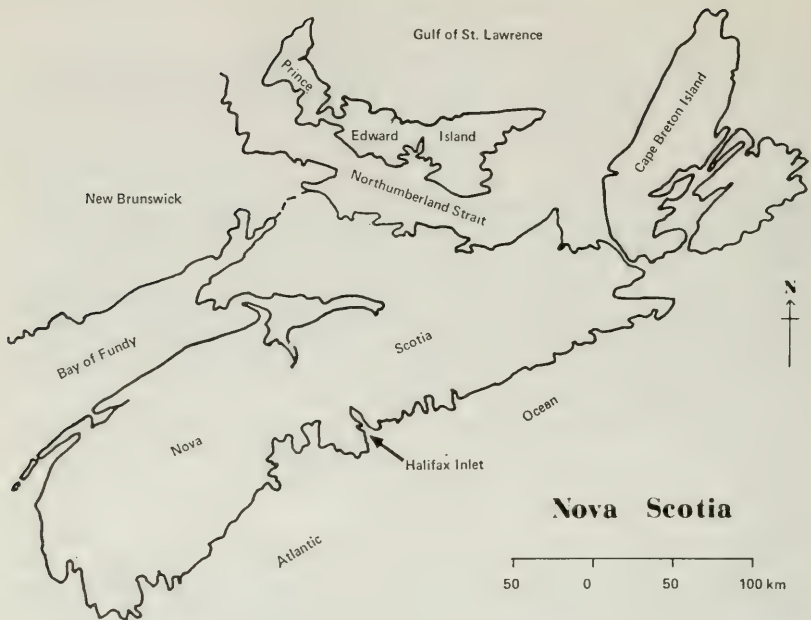 Gulf of St. Lawrence
Prince
Edward Island
Cape Breton Island
New Brunswick
Northumberland Strait
N
Bay of Fundy
Scotia
Ocean
Nova
Halifax Inlet
Nova Scotia
Atlantic
50 0 50 100 km